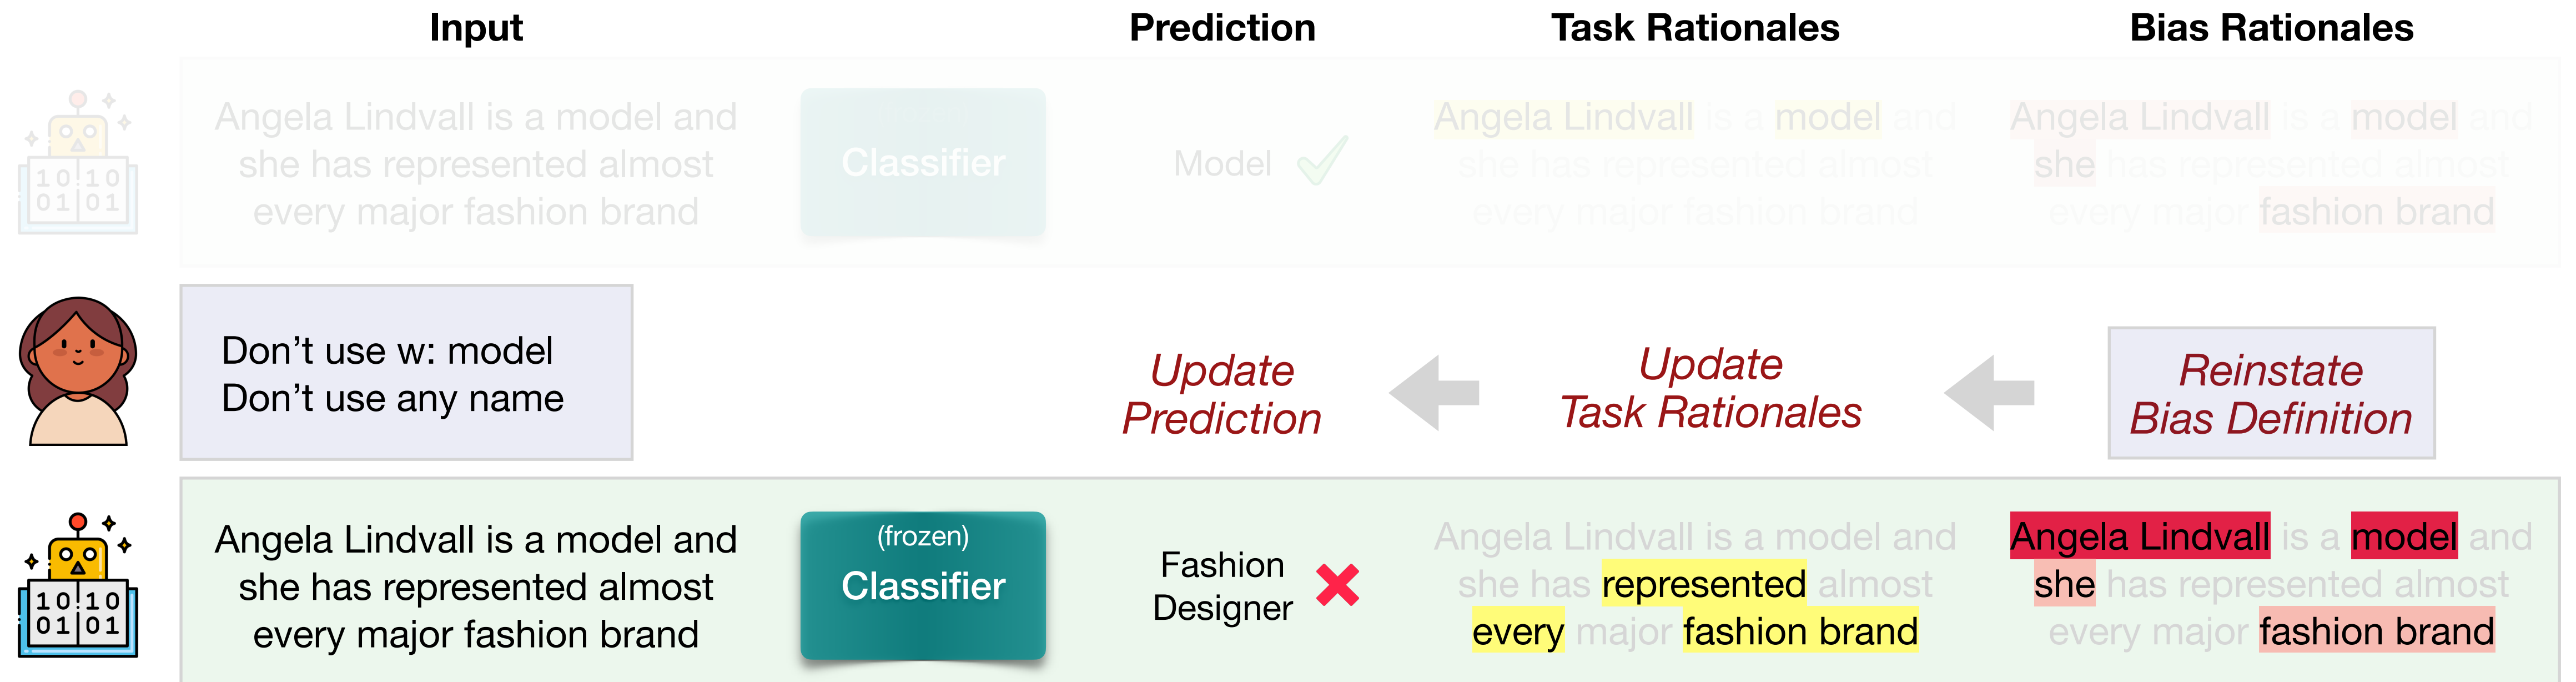 Input Prediction Task Rationales Bias Rationales
Angela Lindvall is a model and
she has represented almost
every major fashion brand
10 10
01 01
Classifier
Model
Angela Lindvall is a model and
she has represented almost
every major fashion brand
Angela Lindvall is a model and
she has represented almost
every major fashion brand
Don’t use w: model
Don’t use any name
Update
Prediction
Update
Task Rationales
Reinstate
Bias Definition
10 10
01 01
Angela Lindvall is a model and
she has represented almost
every major fashion brand
(frozen)
Classifier
Fashion
Designer
Angela Lindvall is a model and
she has represented almost
every major fashion brand
Angela Lindvall is a model and
she has represented almost
every major fashion brand